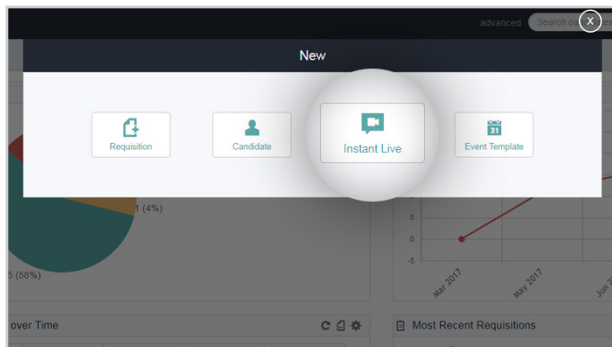 advanced
X
New
Requisition
Candidate
Instant Live
31
Event Template
1 (4%)
(58%)
5
0
-5
Mar 2017
May 2017
Jun
over Time
Most Recent Requisitions